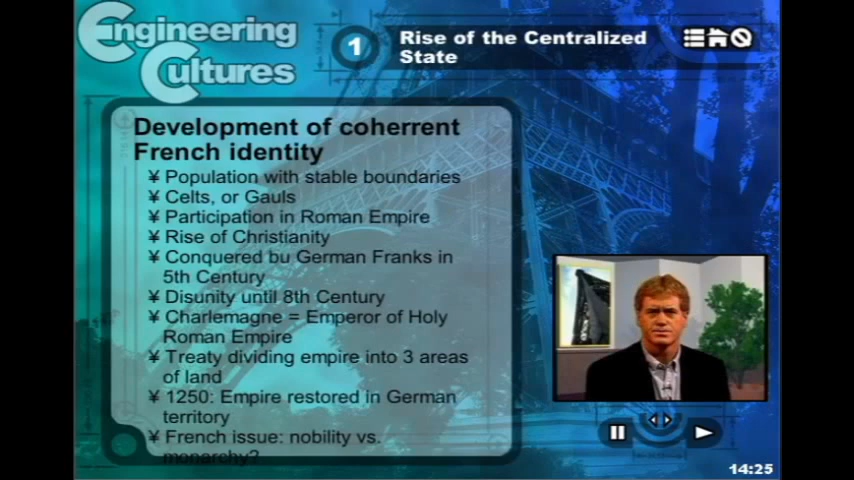 Engineering
Cultures
1
Rise of the Centralized
State
Development of coherrent
French identity
¥ Population with stable boundaries
¥ Celts, or Gauls
¥ Participation in Roman Empire
¥ Rise of Christianity
¥ Conquered bu German Franks in
5th Century
¥ Disunity until 8th Century
¥ Charlemagne = Emperor of Holy
Roman Empire
¥ Treaty dividing empire into 3 areas
of land
¥ 1250: Empire restored in German
territory
¥ French issue: nobility vs.
monarchy?
14:25